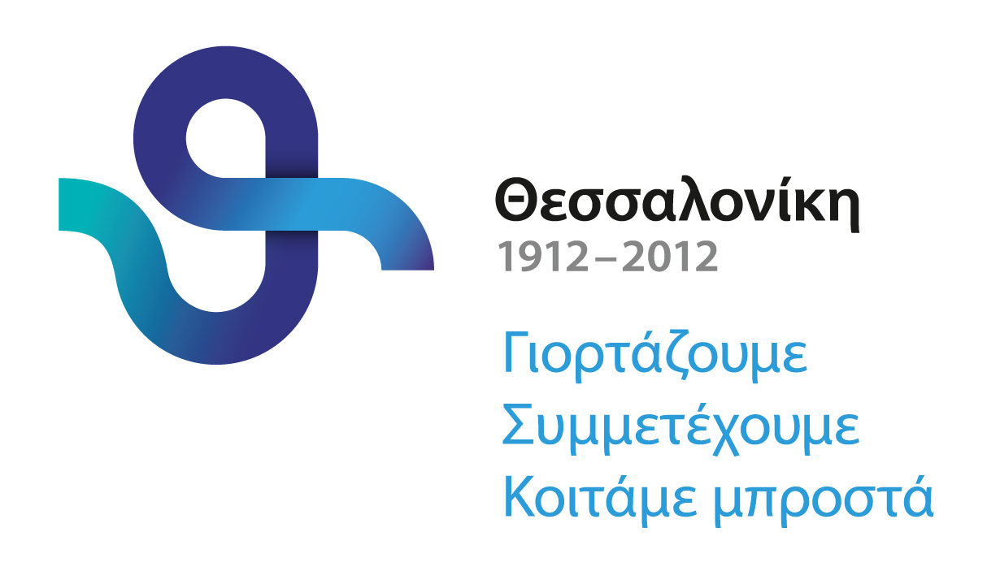 Θεσσαλονίκη
1912–2012
Γιορτάζουμε
Συμμετέχουμε
Κοιτάμε μπροστά